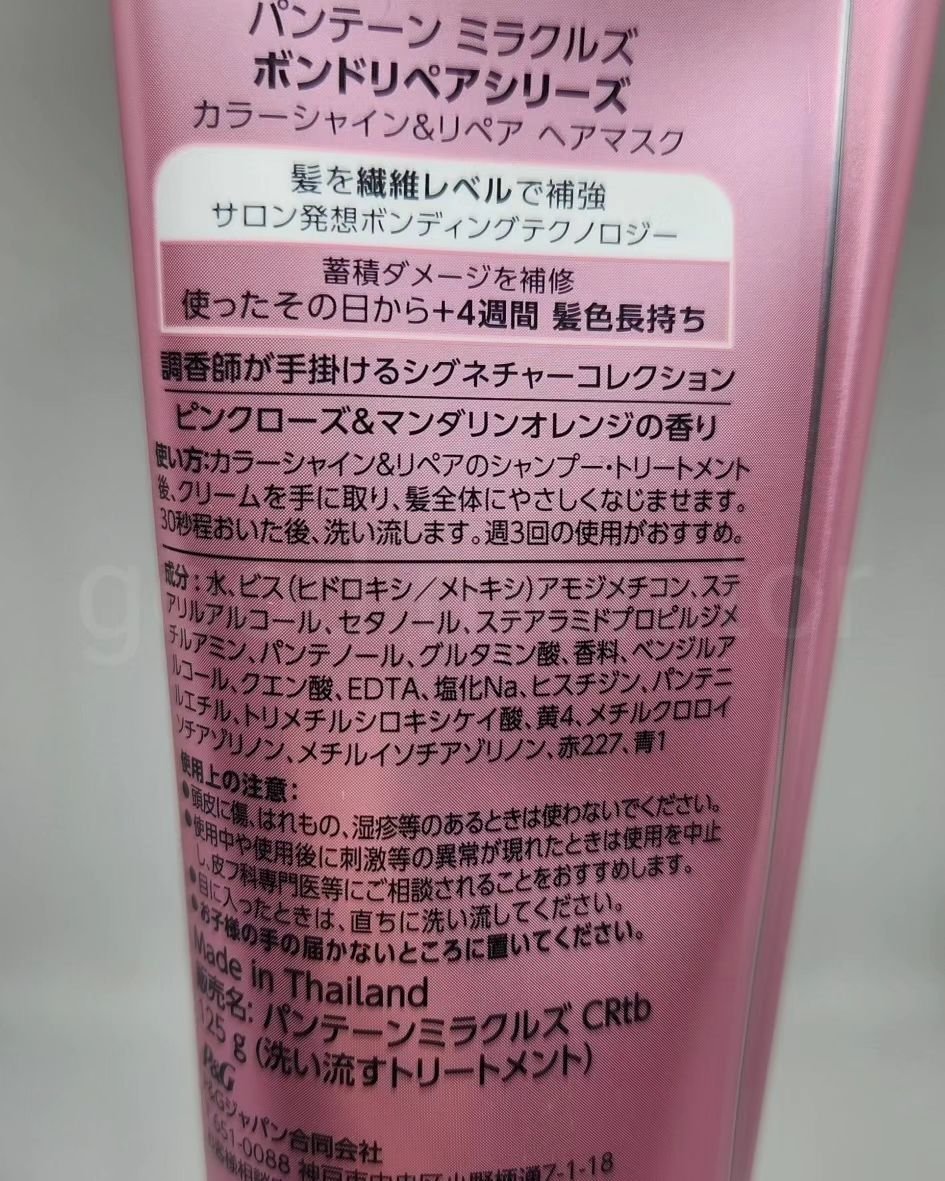 パンテーン ミラクルズ
ボンドリペアシリーズ
カラーシャイン&リペア ヘアマスク
髪を繊維レベルで補強
サロン発想ボンディングテクノロジー
蓄積ダメージを補修
使ったその日から+4週間 髪色長持ち
調香師が手掛けるシグネチャーコレクション
ピンクローズ&マンダリンオレンジの香り
使い方:カラーシャイン&リペアのシャンプー・トリートメント
後、クリームを手に取り、髪全体にやさしくなじませます。
30秒程おいた後、洗い流します。週3回の使用がおすすめ。
成分:水、ビス(ヒドロキシ/メトキシ)アモジメチコン、ステ
アリルアルコール、セタノール、ステアラミドプロピルジメ
チルアミン、パンテノール、グルタミン酸、香料、ベンジルア
ルコール、クエン酸、EDTA、塩化Na、ヒスチジン、パンテニ
ルエチル、トリメチルシロキシケイ酸、黄4、メチルクロロイ
ソチアゾリノン、メチルイソチアゾリノン、赤227、青1
使用上の注意:
●頭皮に傷、はれもの、湿疹等のあるときは使わないでください。
●使用中や使用後に刺激等の異常が現れたときは使用を中止
し、皮フ科専門医等にご相談されることをおすすめします。
●目に入ったときは、直ちに洗い流してください。
●お子様の手の届かないところに置いてください。
Made in Thailand
販売名:パンテーンミラクルズ CRtb
125 g (洗い流すトリートメント)
P&G
P&Gジャパン合同会社
〒651-0088 神戸市中央区小野柄通7-1-18